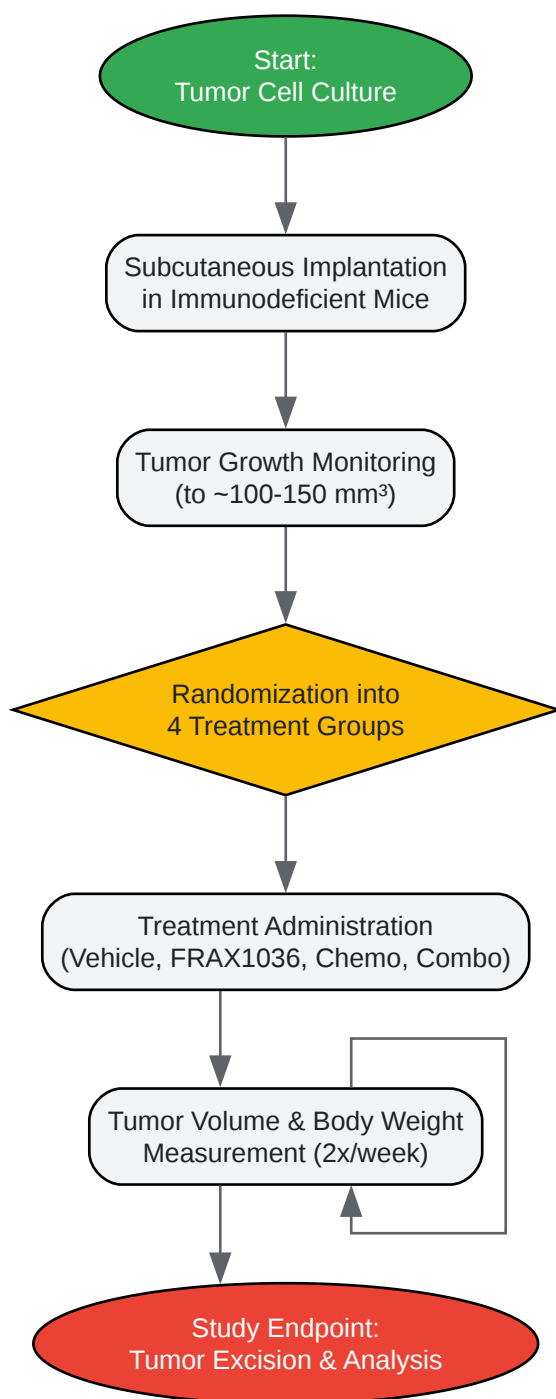 Start:
Tumor Cell Culture
Subcutaneous Implantation
in Immunodeficient Mice
Tumor Growth Monitoring
(to ~100-150 mm³)
Randomization into
4 Treatment Groups
Treatment Administration
(Vehicle, FRAX1036, Chemo, Combo)
Tumor Volume & Body Weight
Measurement (2x/week)
Study Endpoint:
Tumor Excision & Analysis